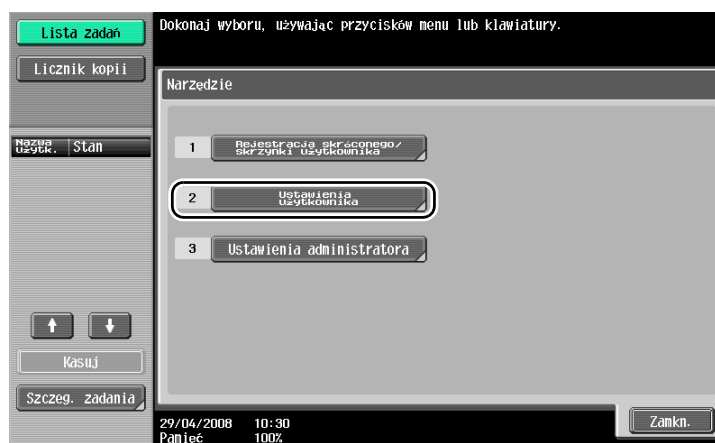 Lista zadań
Dokonaj wyboru, używając przycisków menu lub klawiatury.
Licznik kopii
Narzędzie
Nazwa użytk. Stan
1 Rejestracja skróconego/
skrzynki użytkownika
2 Ustawienia
użytkownika
3 Ustawienia administratora
Kasuj
Szczeg. zadania
29/04/2008 10:30
Pamięć 100%
Zamkn.